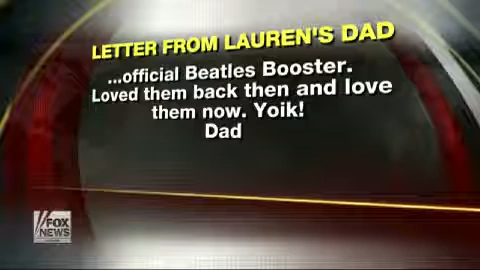 LETTER FROM LAUREN'S DAD
...official Beatles Booster.
Loved them back then and love
them now. Yoik!
Dad
FOX
NEWS